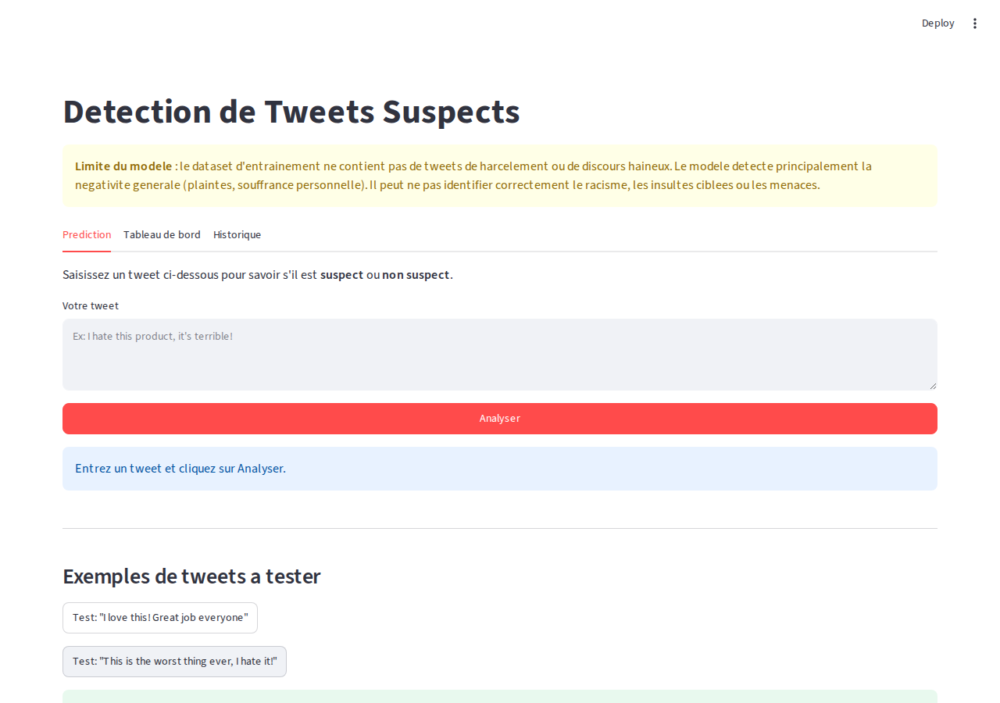 Deploy
Detection de Tweets Suspects
Limite du modele : le dataset d'entrainement ne contient pas de tweets de harcelement ou de discours haineux. Le modele detecte principalement la
negativite generale (plaintes, souffrance personnelle). Il peut ne pas identifier correctement le racisme, les insultes ciblees ou les menaces.
Prediction Tableau de bord Historique
Saisissez un tweet ci-dessous pour savoir s'il est suspect ou non suspect.
Votre tweet
Ex: I hate this product, it's terrible!
Analyser
Entrez un tweet et cliquez sur Analyser.
Exemples de tweets a tester
Test: "I love this! Great job everyone"
Test: "This is the worst thing ever, I hate it!"